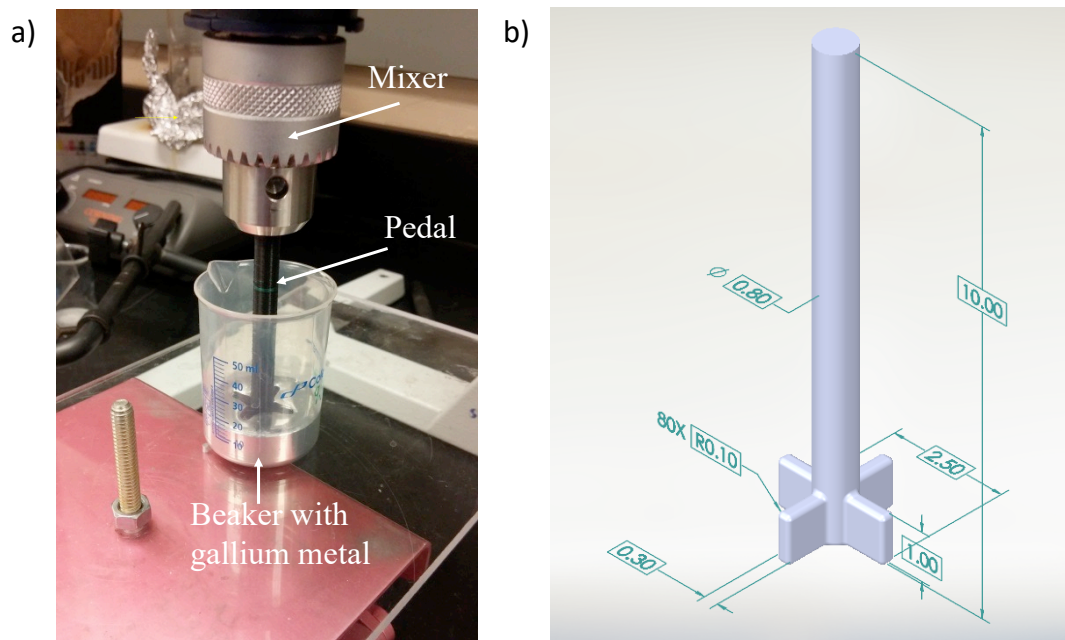 a)
Mixer
Pedal
50 ml
40
30
20
10
Beaker with
gallium metal
b)
10.00
Ø 0.80
80X R0.10
2.50
1.00
0.30